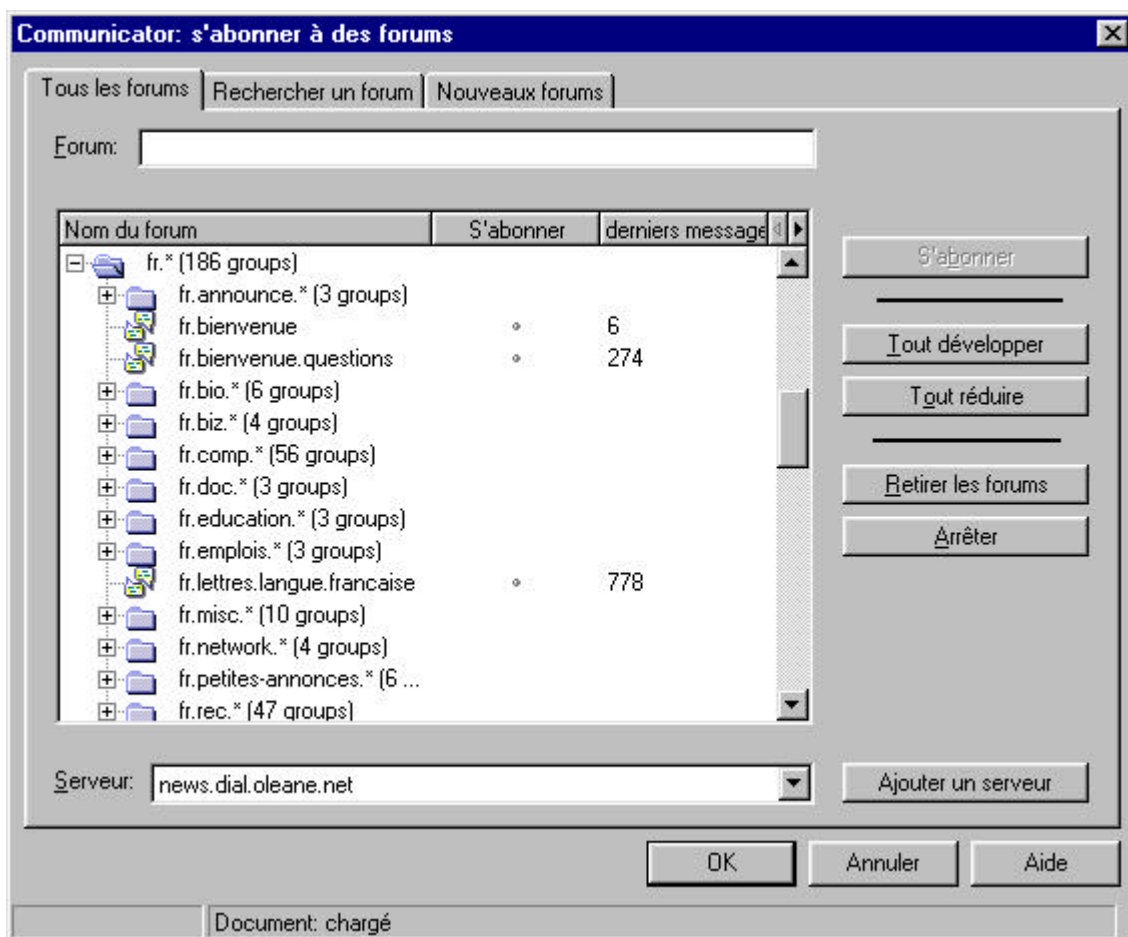 Communicator: s'abonner à des forums
Tous les forums Rechercher un forum Nouveaux forums
Forum:
Nom du forum S'abonner derniers message
fr.* (186 groups)
fr.announce.* (3 groups)
fr.bienvenue 6
fr.bienvenue.questions 274
fr.bio.* (6 groups)
fr.biz.* (4 groups)
fr.comp.* (56 groups)
fr.doc.* (3 groups)
fr.education.* (3 groups)
fr.emplois.* (3 groups)
fr.lettres.langue.francaise 778
fr.misc.* (10 groups)
fr.network.* (4 groups)
fr.petites-annonces.* (6 ...
fr.rec.* (47 groups)
S'abonner
Tout développer
Tout réduire
Retirer les forums
Arrêter
Serveur: news.dial.oleane.net Ajouter un serveur
OK Annuler Aide
Document: chargé